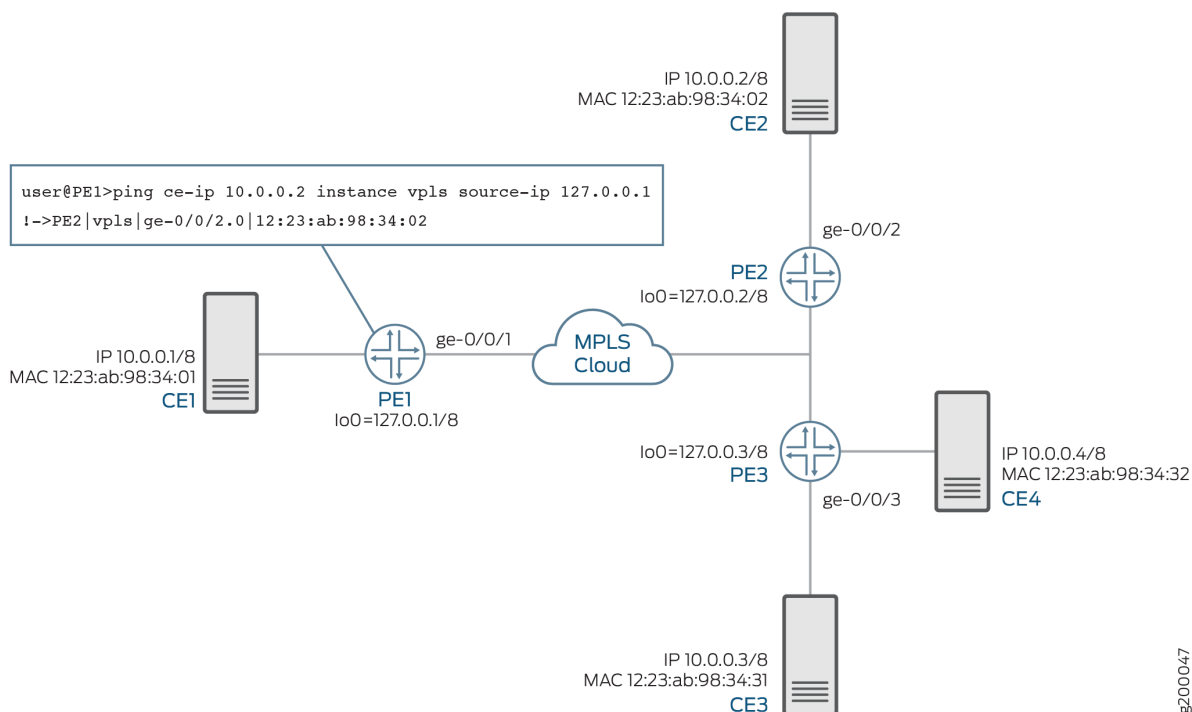 IP 10.0.0.2/8
MAC 12:23:ab:98:34:02
CE2
user@PE1>ping ce-ip 10.0.0.2 instance vpls source-ip 127.0.0.1
!->PE2|vpls|ge-0/0/2.0|12:23:ab:98:34:02
ge-0/0/2
PE2
lo0=127.0.0.2/8
ge-0/0/1
MPLS
Cloud
IP 10.0.0.1/8
MAC 12:23:ab:98:34:01
CE1
PE1
lo0=127.0.0.1/8
lo0=127.0.0.3/8
PE3
ge-0/0/3
IP 10.0.0.4/8
MAC 12:23:ab:98:34:32
CE4
IP 10.0.0.3/8
MAC 12:23:ab:98:34:31
CE3
g200047